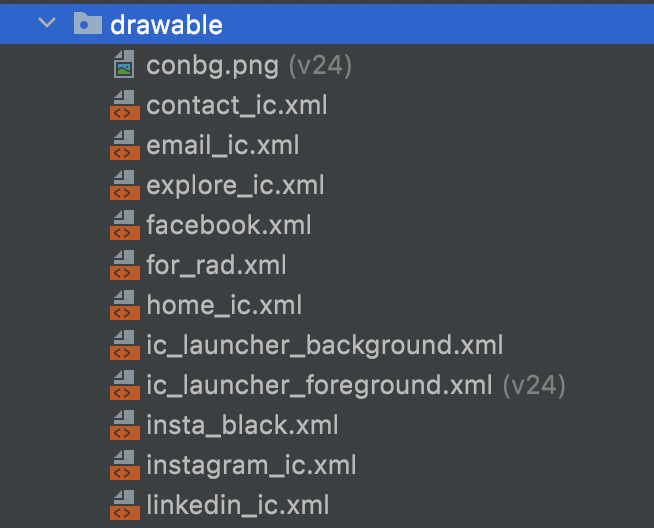 drawable
conbg.png (v24)
contact_ic.xml
email_ic.xml
explore_ic.xml
facebook.xml
for_rad.xml
home_ic.xml
ic_launcher_background.xml
ic_launcher_foreground.xml (v24)
insta_black.xml
instagram_ic.xml
linkedin_ic.xml